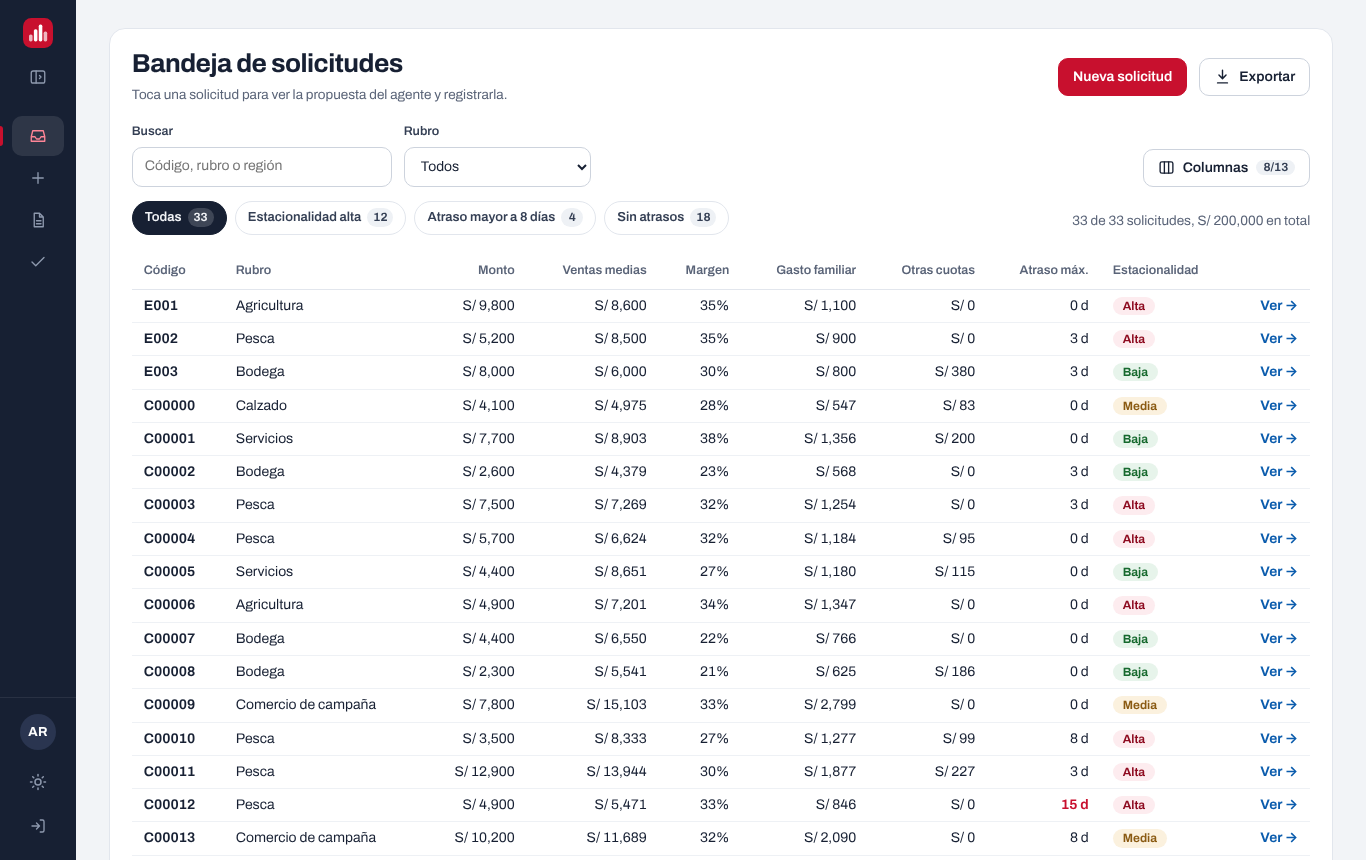 Bandeja de solicitudes
Toca una solicitud para ver la propuesta del agente y registrarla.
Nueva solicitud
Exportar
Buscar
Rubro
Código, rubro o región
Todos
Columnas 8/13
Todas 33
Estacionalidad alta 12
Atraso mayor a 8 días 4
Sin atrasos 18
33 de 33 solicitudes, S/ 200,000 en total
Código Rubro Monto Ventas medias Margen Gasto familiar Otras cuotas Atraso máx. Estacionalidad
E001 Agricultura S/ 9,800 S/ 8,600 35% S/ 1,100 S/ 0 0 d Alta Ver →
E002 Pesca S/ 5,200 S/ 8,500 35% S/ 900 S/ 0 3 d Alta Ver →
E003 Bodega S/ 8,000 S/ 6,000 30% S/ 800 S/ 380 3 d Baja Ver →
C00000 Calzado S/ 4,100 S/ 4,975 28% S/ 547 S/ 83 0 d Media Ver →
C00001 Servicios S/ 7,700 S/ 8,903 38% S/ 1,356 S/ 200 0 d Baja Ver →
C00002 Bodega S/ 2,600 S/ 4,379 23% S/ 568 S/ 0 3 d Baja Ver →
C00003 Pesca S/ 7,500 S/ 7,269 32% S/ 1,254 S/ 0 3 d Alta Ver →
C00004 Pesca S/ 5,700 S/ 6,624 32% S/ 1,184 S/ 95 0 d Alta Ver →
C00005 Servicios S/ 4,400 S/ 8,651 27% S/ 1,180 S/ 115 0 d Baja Ver →
C00006 Agricultura S/ 4,900 S/ 7,201 34% S/ 1,347 S/ 0 0 d Alta Ver →
C00007 Bodega S/ 4,400 S/ 6,550 22% S/ 766 S/ 0 0 d Baja Ver →
C00008 Bodega S/ 2,300 S/ 5,541 21% S/ 625 S/ 186 0 d Baja Ver →
C00009 Comercio de campaña S/ 7,800 S/ 15,103 33% S/ 2,799 S/ 0 0 d Media Ver →
C00010 Pesca S/ 3,500 S/ 8,333 27% S/ 1,277 S/ 99 8 d Alta Ver →
C00011 Pesca S/ 12,900 S/ 13,944 30% S/ 1,877 S/ 227 3 d Alta Ver →
C00012 Pesca S/ 4,900 S/ 5,471 33% S/ 846 S/ 0 15 d Alta Ver →
C00013 Comercio de campaña S/ 10,200 S/ 11,689 32% S/ 2,090 S/ 0 8 d Media Ver →
AR